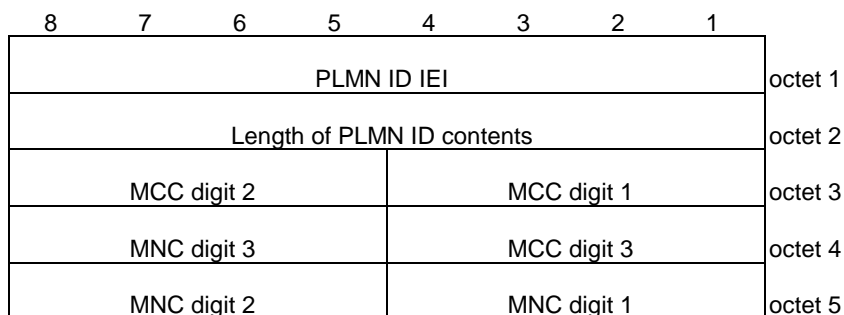 8 7 6 5 4 3 2 1
PLMN ID IEI octet 1
Length of PLMN ID contents octet 2
MCC digit 2 MCC digit 1 octet 3
MNC digit 3 MCC digit 3 octet 4
MNC digit 2 MNC digit 1 octet 5